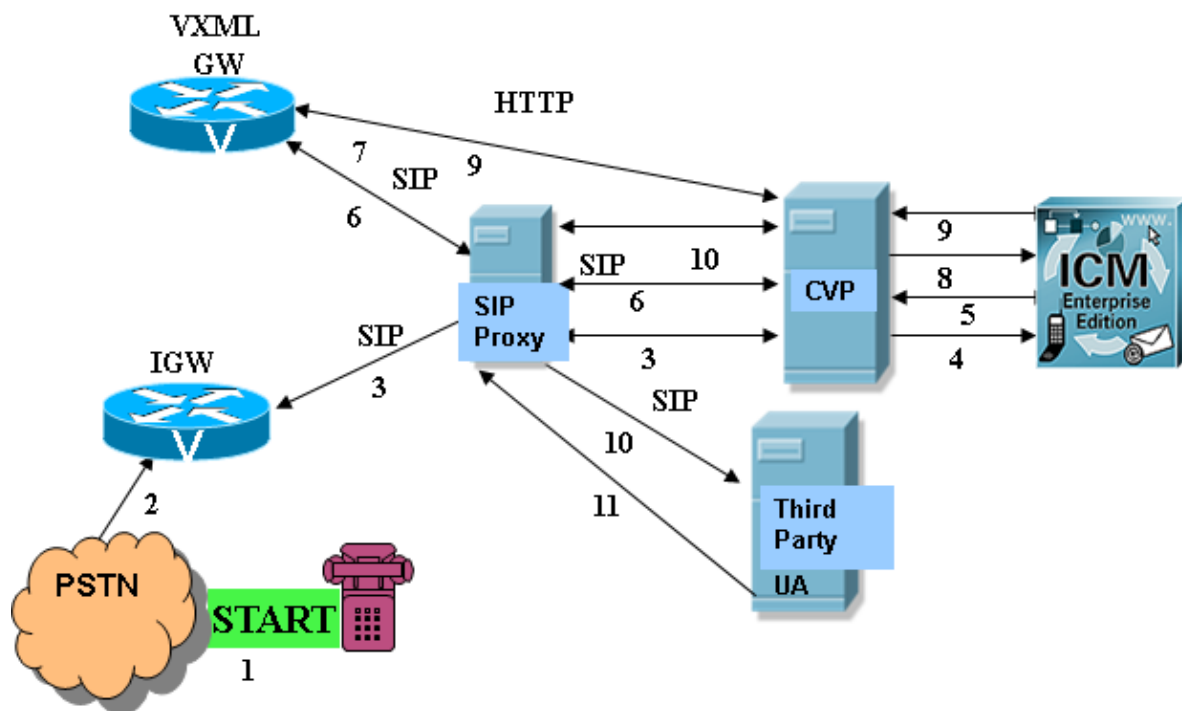 VXML
GW
HTTP
7
9
SIP
6
www.
9
10
ICM
Enterprise
Edition
8
SIP
6
CVP
SIP
Proxy
5
SIP
3
4
IGW
3
SIP
10
11
2
Third
Party
UA
PSTN
START
1